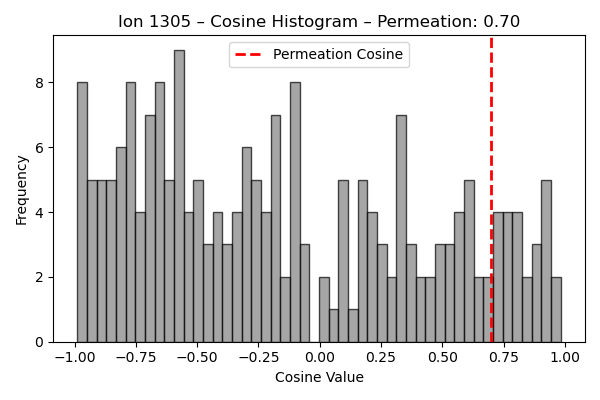 Ion 1305 – Cosine Histogram – Permeation: 0.70
Permeation Cosine
Frequency
8
6
4
2
0
−1.00 −0.75 −0.50 −0.25 0.00 0.25 0.50 0.75 1.00
Cosine Value